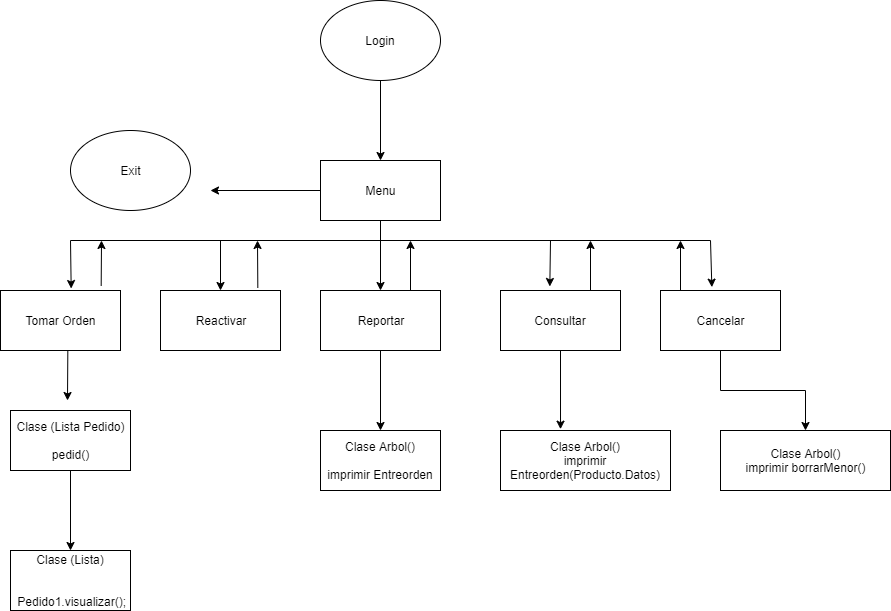 Login
Exit
Menu
Tomar Orden
Reactivar
Reportar
Consultar
Cancelar
Clase (Lista Pedido)
pedid()
Clase Arbol()
imprimir Entreorden
Clase Arbol()
imprimir
Entreorden(Producto.Datos)
Clase Arbol()
imprimir borrarMenor()
Clase (Lista)
Pedido1.visualizar();